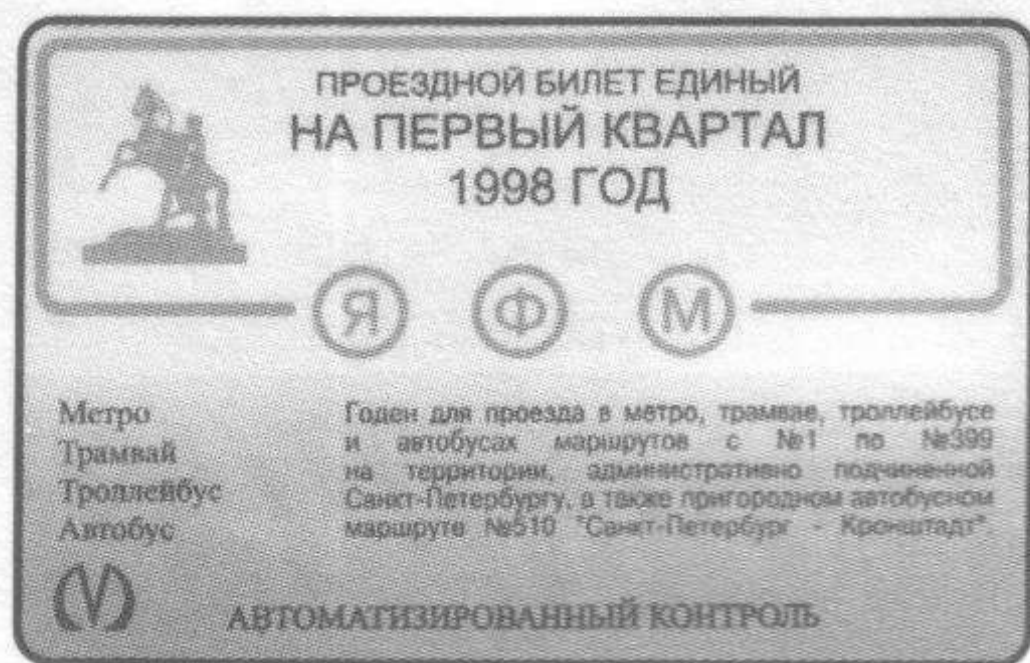 ПРОЕЗДНОЙ БИЛЕТ ЕДИНЫЙ
НА ПЕРВЫЙ КВАРТАЛ
1998 ГОД
Я Ф М
Метро
Трамвай
Троллейбус
Автобус
Годен для проезда в метро, трамвае, троллейбусе
и автобусах маршрутов с №1 по №399
на территории, административно подчиненной
Санкт-Петербургу, а также пригородном автобусном
маршруте №510 "Санкт-Петербург - Кронштадт".
АВТОМАТИЗИРОВАННЫЙ КОНТРОЛЬ